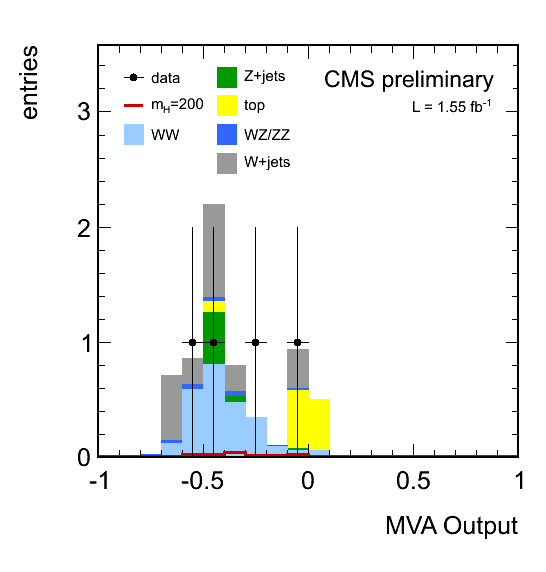 entries
data
m_H=200
WW
Z+jets
top
WZ/ZZ
W+jets
CMS preliminary
L = 1.55 fb⁻¹
3
2
1
0
-1 -0.5 0 0.5 1
MVA Output